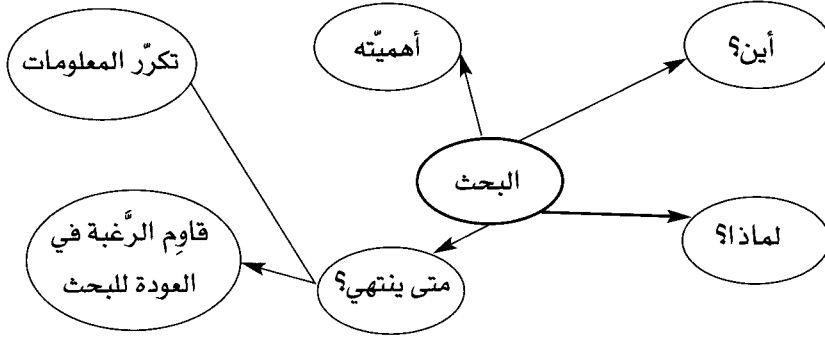 أين؟
أهميّته
تكرّر المعلومات
البحث
لماذا؟
متى ينتهي؟
قاوِم الرَّغبة في
العودة للبحث